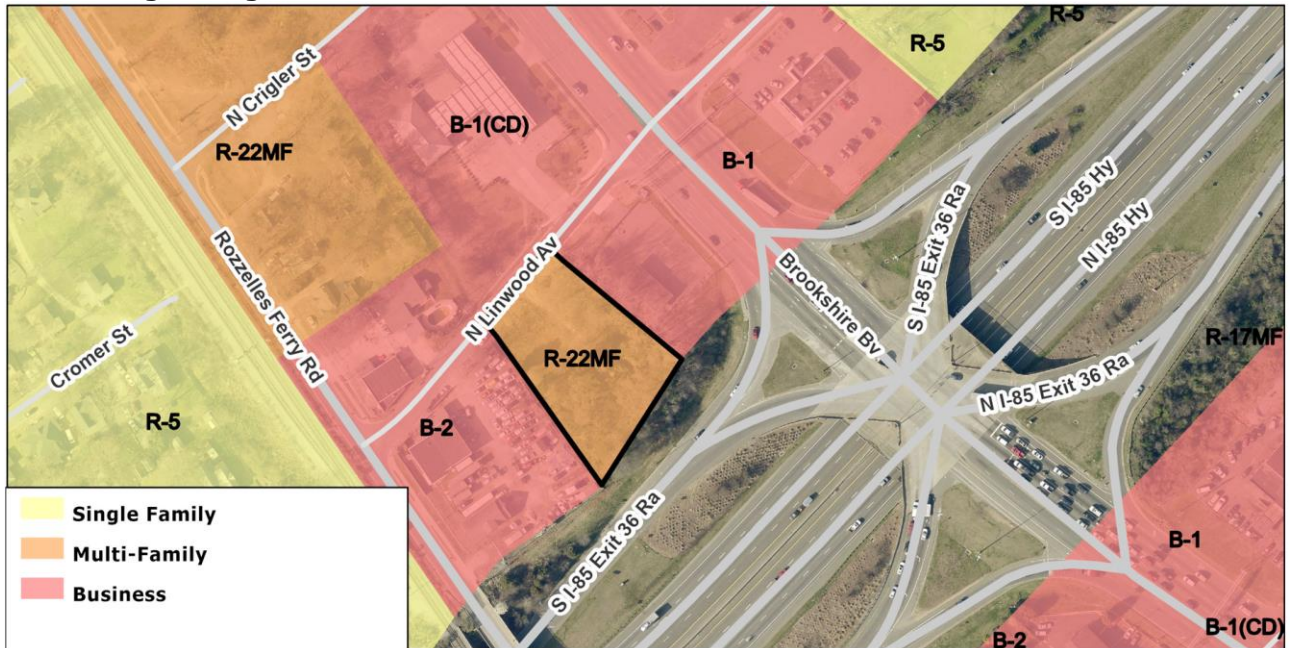 R-5
R-5
N Crigler St
B-1(CD)
R-22MF
B-1
S I-85 Hy
N I-85 Hy
S I-85 Exit 36 Ra
Rozzelles Ferry Rd
N Linwood Av
Brookshire Bv
Cromer St
R-22MF
R-17MF
N I-85 Exit 36 Ra
R-5
B-2
S I-85 Exit 36 Ra
Single Family
Multi-Family
Business
B-1
B-1(CD)
B-2